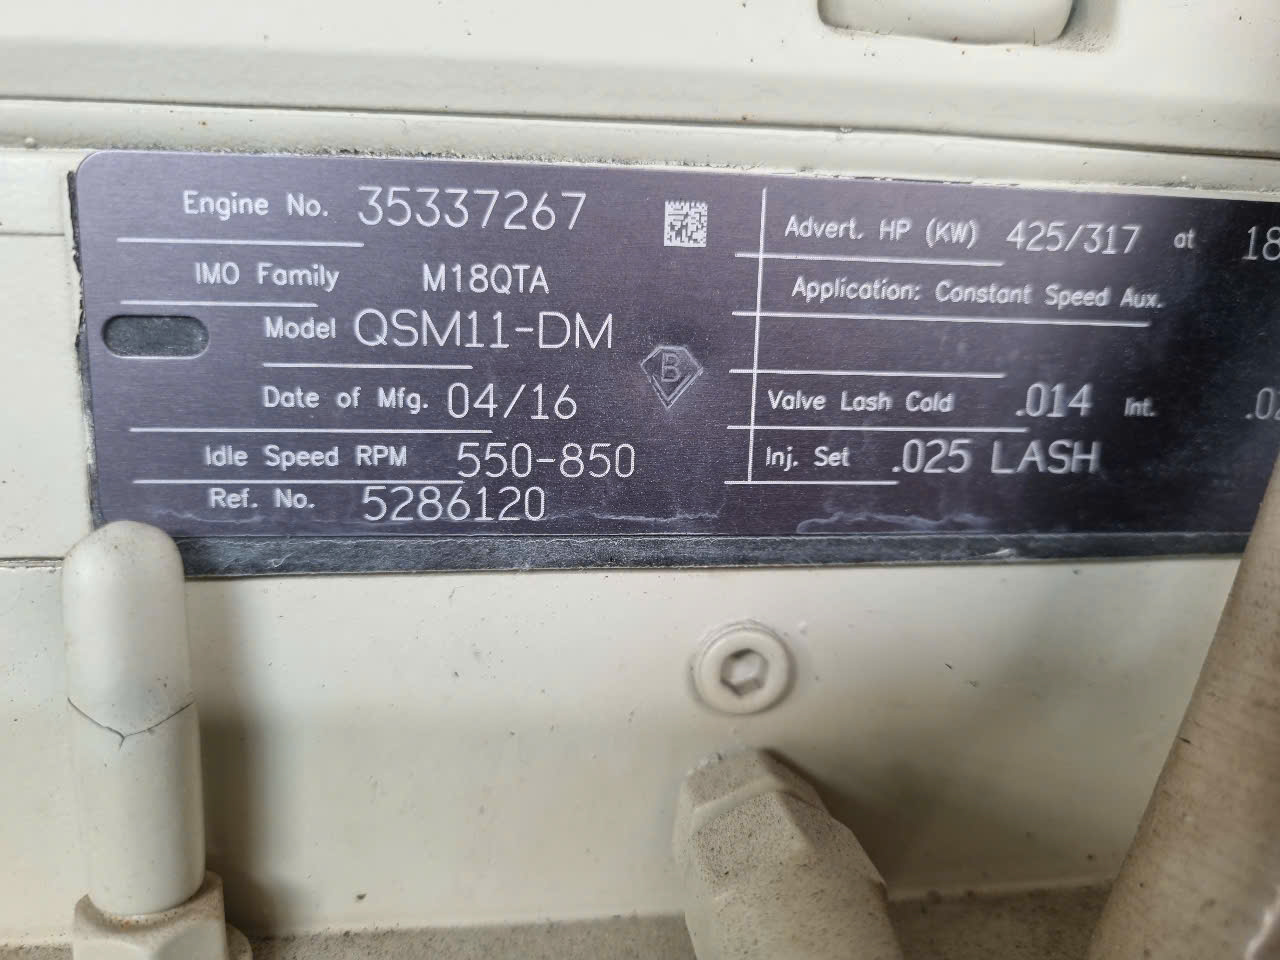 Engine No. 35337267
IMO Family M18QTA
Model QSM11-DM
Date of Mfg. 04/16
Idle Speed RPM 550-850
Ref. No. 5286120
B
Advert. HP (KW) 425/317 at 18
Application: Constant Speed Aux.
Valve Lash Cold .014 Int.
Inj. Set .025 LASH